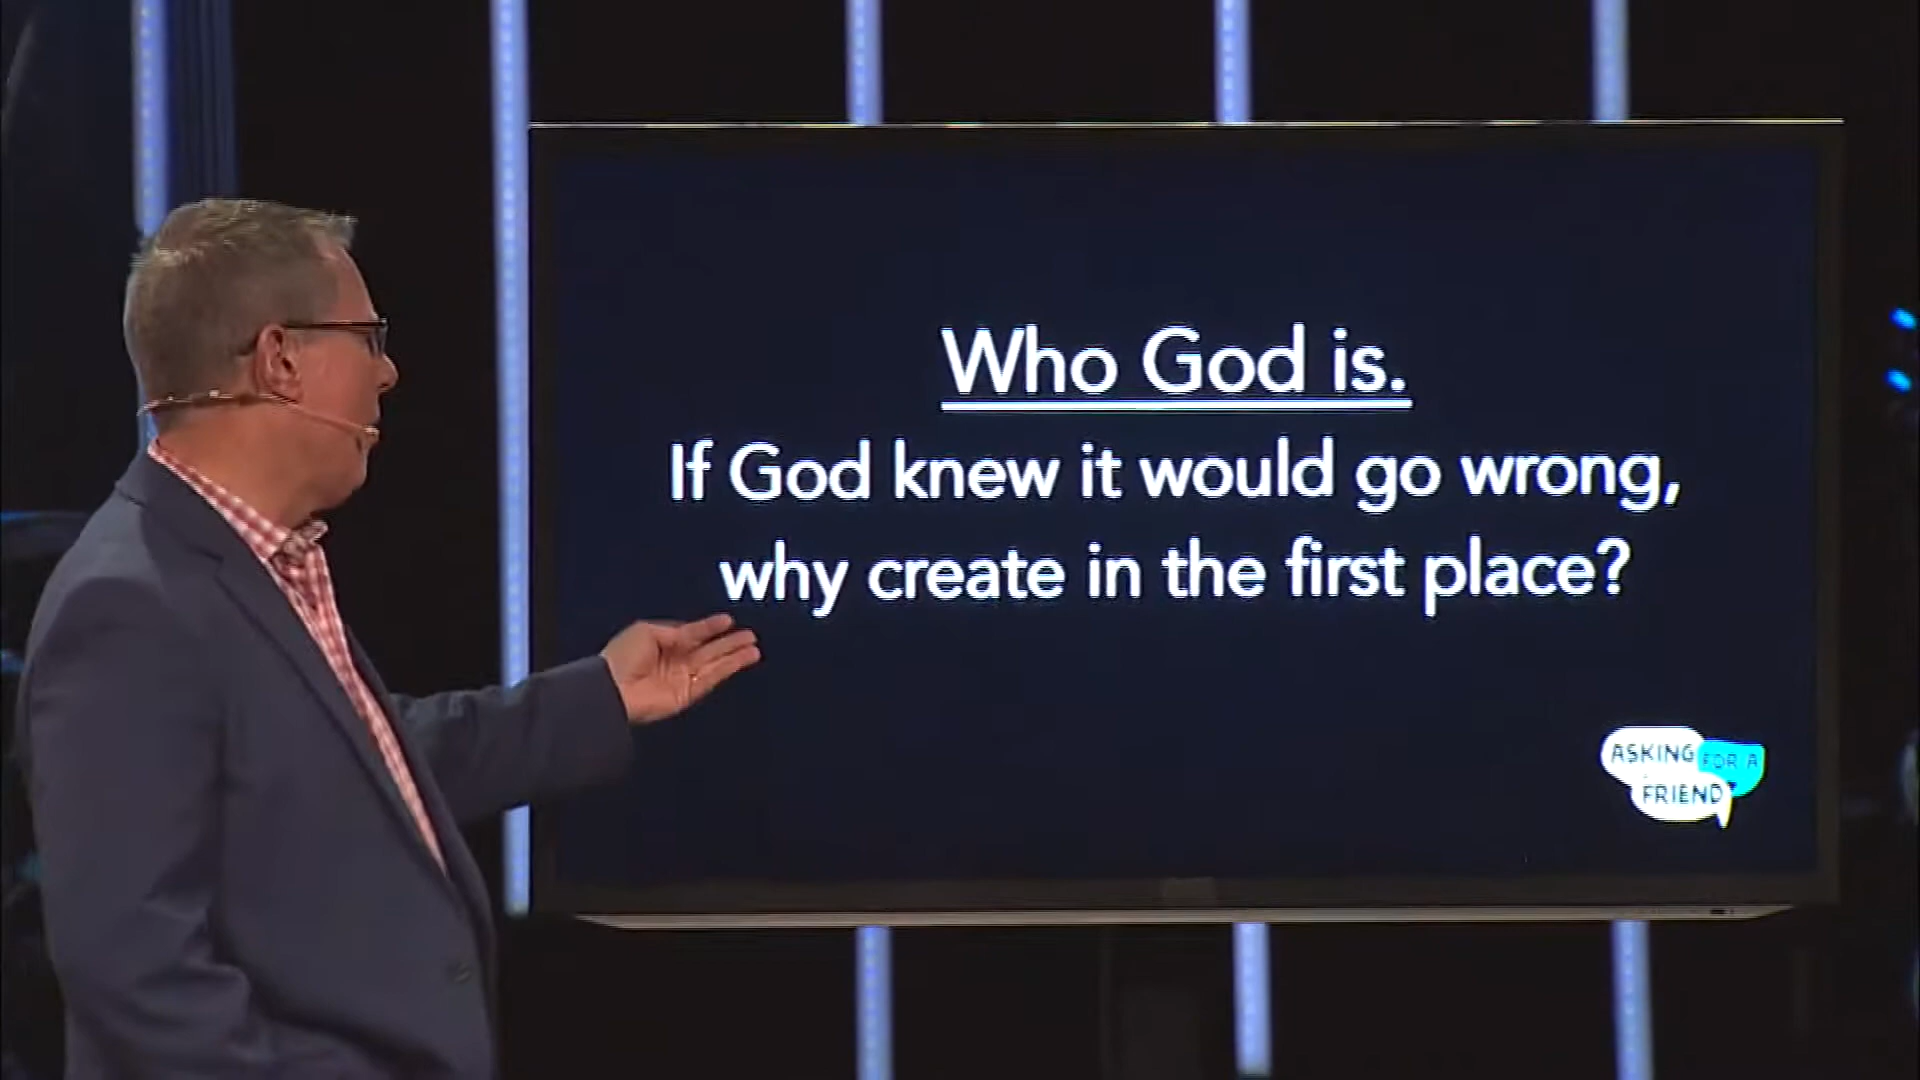 Who God is.
If God knew it would go wrong,
why create in the first place?
ASKING FOR A
FRIEND